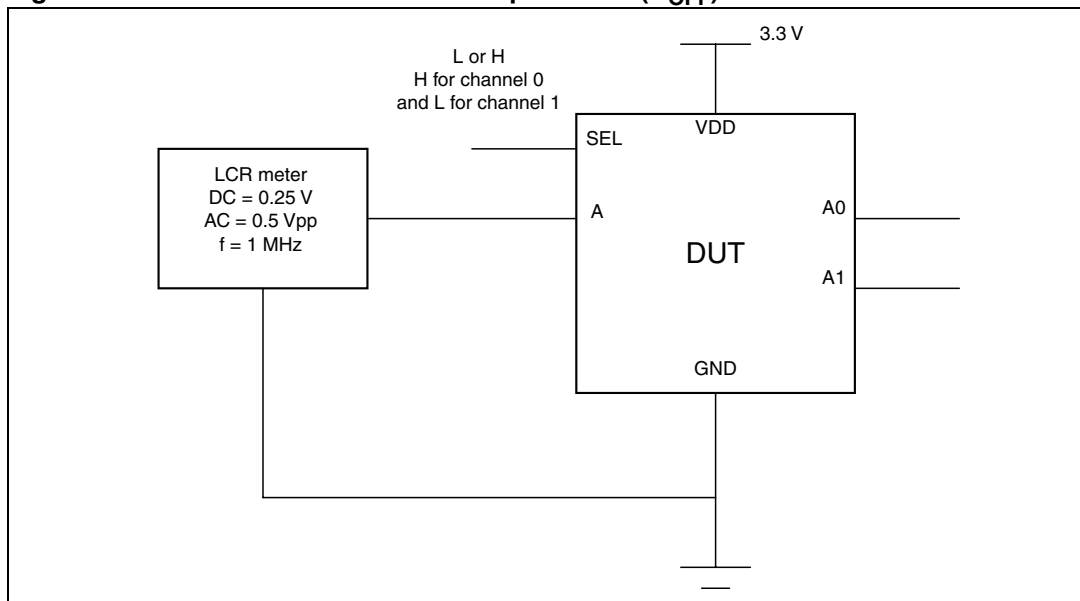 3.3 V
L or H
H for channel 0
and L for channel 1
SEL
VDD
LCR meter
DC = 0.25 V
AC = 0.5 Vpp
f = 1 MHz
A
A0
DUT
A1
GND